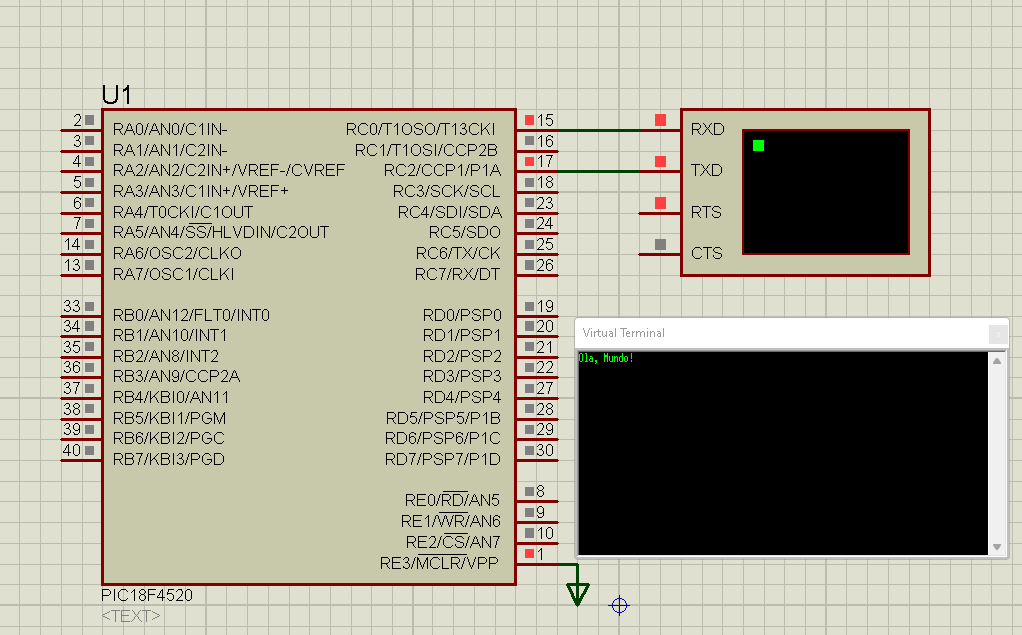 U1
2
RA0/AN0/C1IN-
3
RA1/AN1/C2IN-
4
RA2/AN2/C2IN+/VREF-/CVREF
5
RA3/AN3/C1IN+/VREF+
6
RA4/T0CKI/C1OUT
7
RA5/AN4/SS/HLVDIN/C2OUT
14
RA6/OSC2/CLKO
13
RA7/OSC1/CLKI
33
RB0/AN12/FLT0/INT0
34
RB1/AN10/INT1
35
RB2/AN8/INT2
36
RB3/AN9/CCP2A
37
RB4/KBI0/AN11
38
RB5/KBI1/PGM
39
RB6/KBI2/PGC
40
RB7/KBI3/PGD
RC0/T1OSO/T13CKI
15
RC1/T1OSI/CCP2B
16
RC2/CCP1/P1A
17
RC3/SCK/SCL
18
RC4/SDI/SDA
23
RC5/SDO
24
RC6/TX/CK
25
RC7/RX/DT
26
RD0/PSP0
19
RD1/PSP1
20
RD2/PSP2
21
RD3/PSP3
22
RD4/PSP4
27
RD5/PSP5/P1B
28
RD6/PSP6/P1C
29
RD7/PSP7/P1D
30
RE0/RD/AN5
8
RE1/WR/AN6
9
RE2/CS/AN7
10
RE3/MCLR/VPP
1
PIC18F4520
<TEXT>
RXD
TXD
RTS
CTS
Virtual Terminal
x
Ola, Mundo!